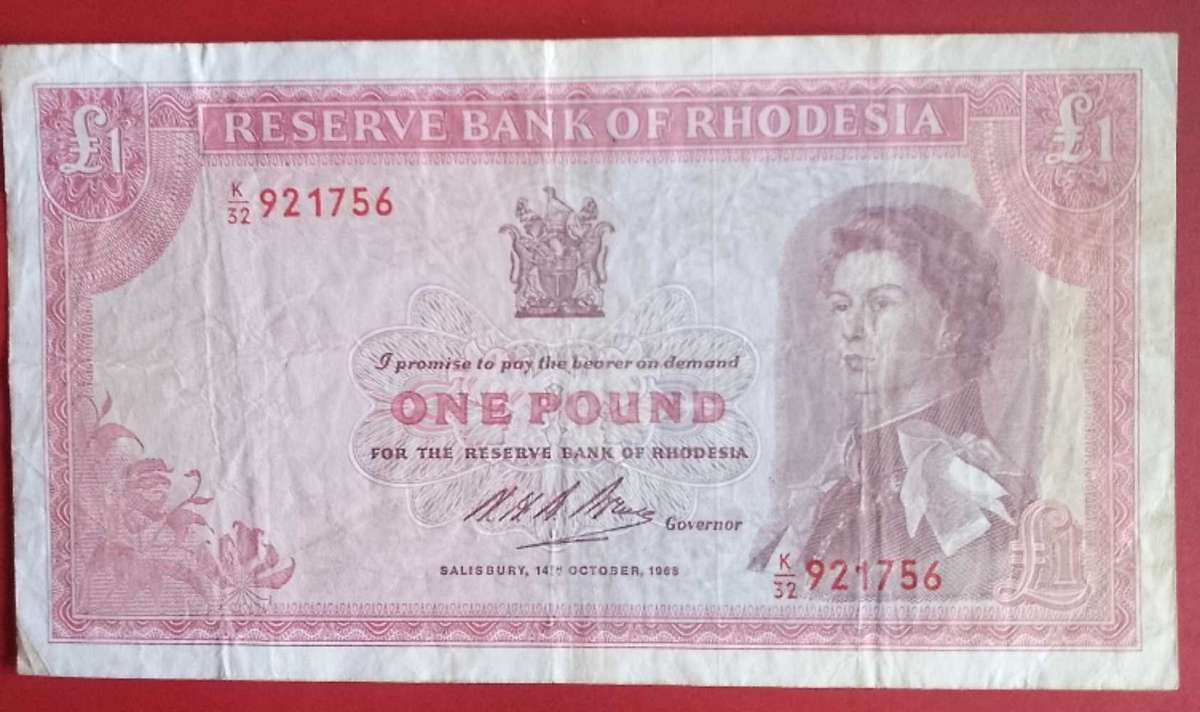 £1 RESERVE BANK OF RHODESIA £1
K/32 921756
I promise to pay the bearer on demand
ONE POUND
FOR THE RESERVE BANK OF RHODESIA
Governor
SALISBURY, 14TH OCTOBER, 1968
K/32 921756
£1